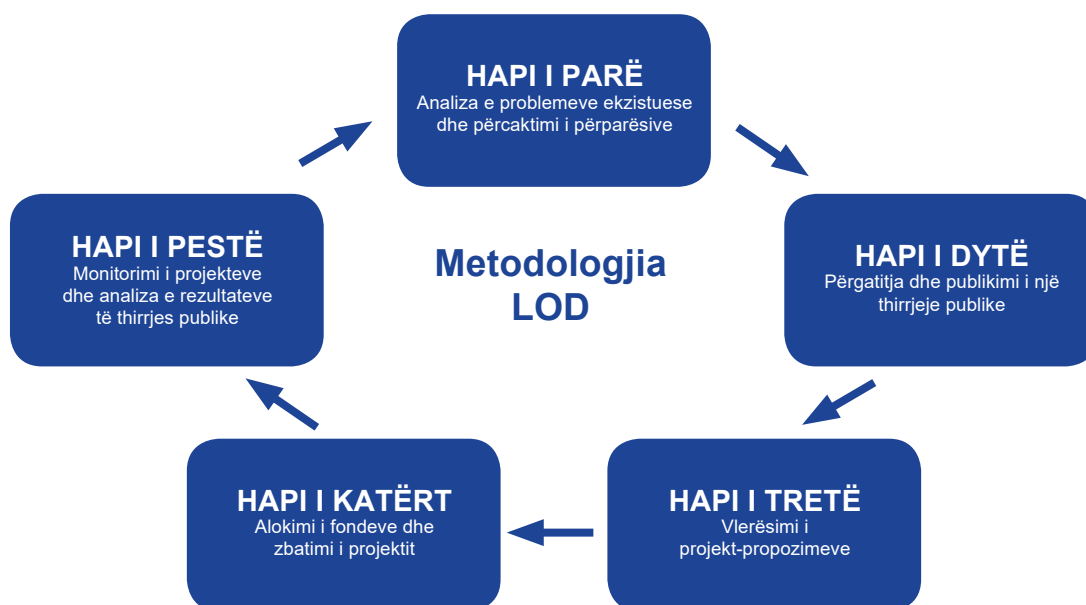 HAPI I PARË
Analiza e problemeve ekzistuese
dhe përcaktimi i përparësive
HAPI I PESTË
Monitorimi i projekteve
dhe analiza e rezultateve
të thirrjes publike
Metodologjia
LOD
HAPI I DYTË
Përgatitja dhe publikimi i një
thirrjeje publike
HAPI I KATËRT
Alokimi i fondeve dhe
zbatimi i projektit
HAPI I TRETË
Vlerësimi i
projekt-propozimeve